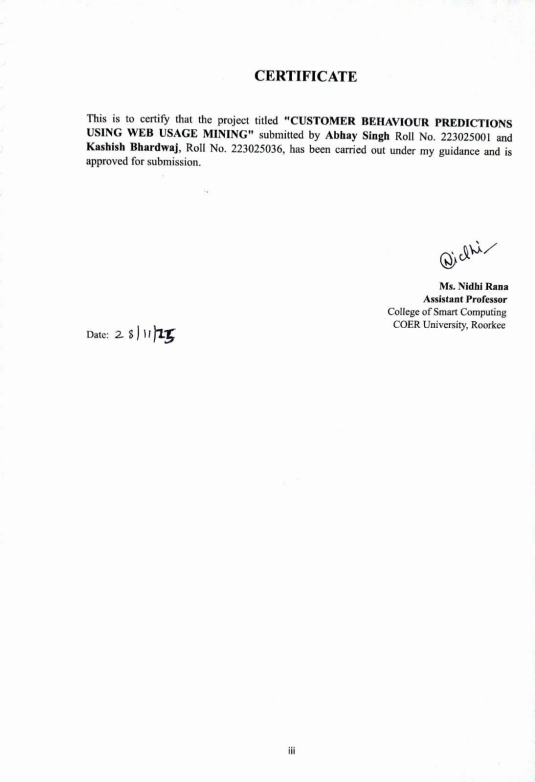 CERTIFICATE
This is to certify that the project titled "CUSTOMER BEHAVIOUR PREDICTIONS
USING WEB USAGE MINING" submitted by Abhay Singh Roll No. 223025001 and
Kashish Bhardwaj, Roll No. 223025036, has been carried out under my guidance and is
approved for submission.
Nidhi
Ms. Nidhi Rana
Assistant Professor
College of Smart Computing
COER University, Roorkee
Date: 28/11/25
iii